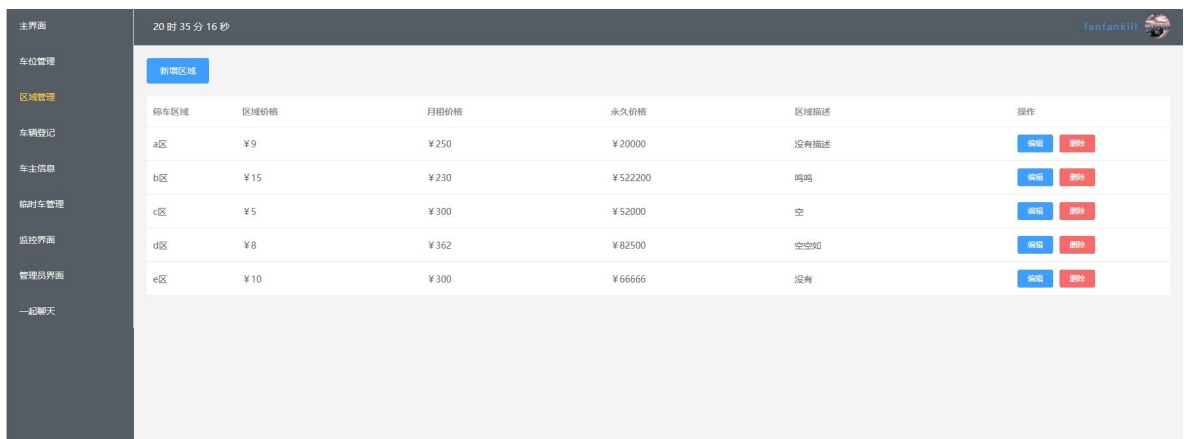 主界面
车位管理
区域管理
车辆登记
车主信息
临时车管理
监控界面
管理员界面
一起聊天
20 时 35 分 16 秒
fanfankill
新增区域
停车区域 区域价格 月租价格 永久价格 区域描述 操作
a区 ¥9 ¥250 ¥20000 没有描述 编辑 删除
b区 ¥15 ¥230 ¥522200 呜呜 编辑 删除
c区 ¥5 ¥300 ¥52000 空 编辑 删除
d区 ¥8 ¥362 ¥82500 空空如 编辑 删除
e区 ¥10 ¥300 ¥66666 没有 编辑 删除